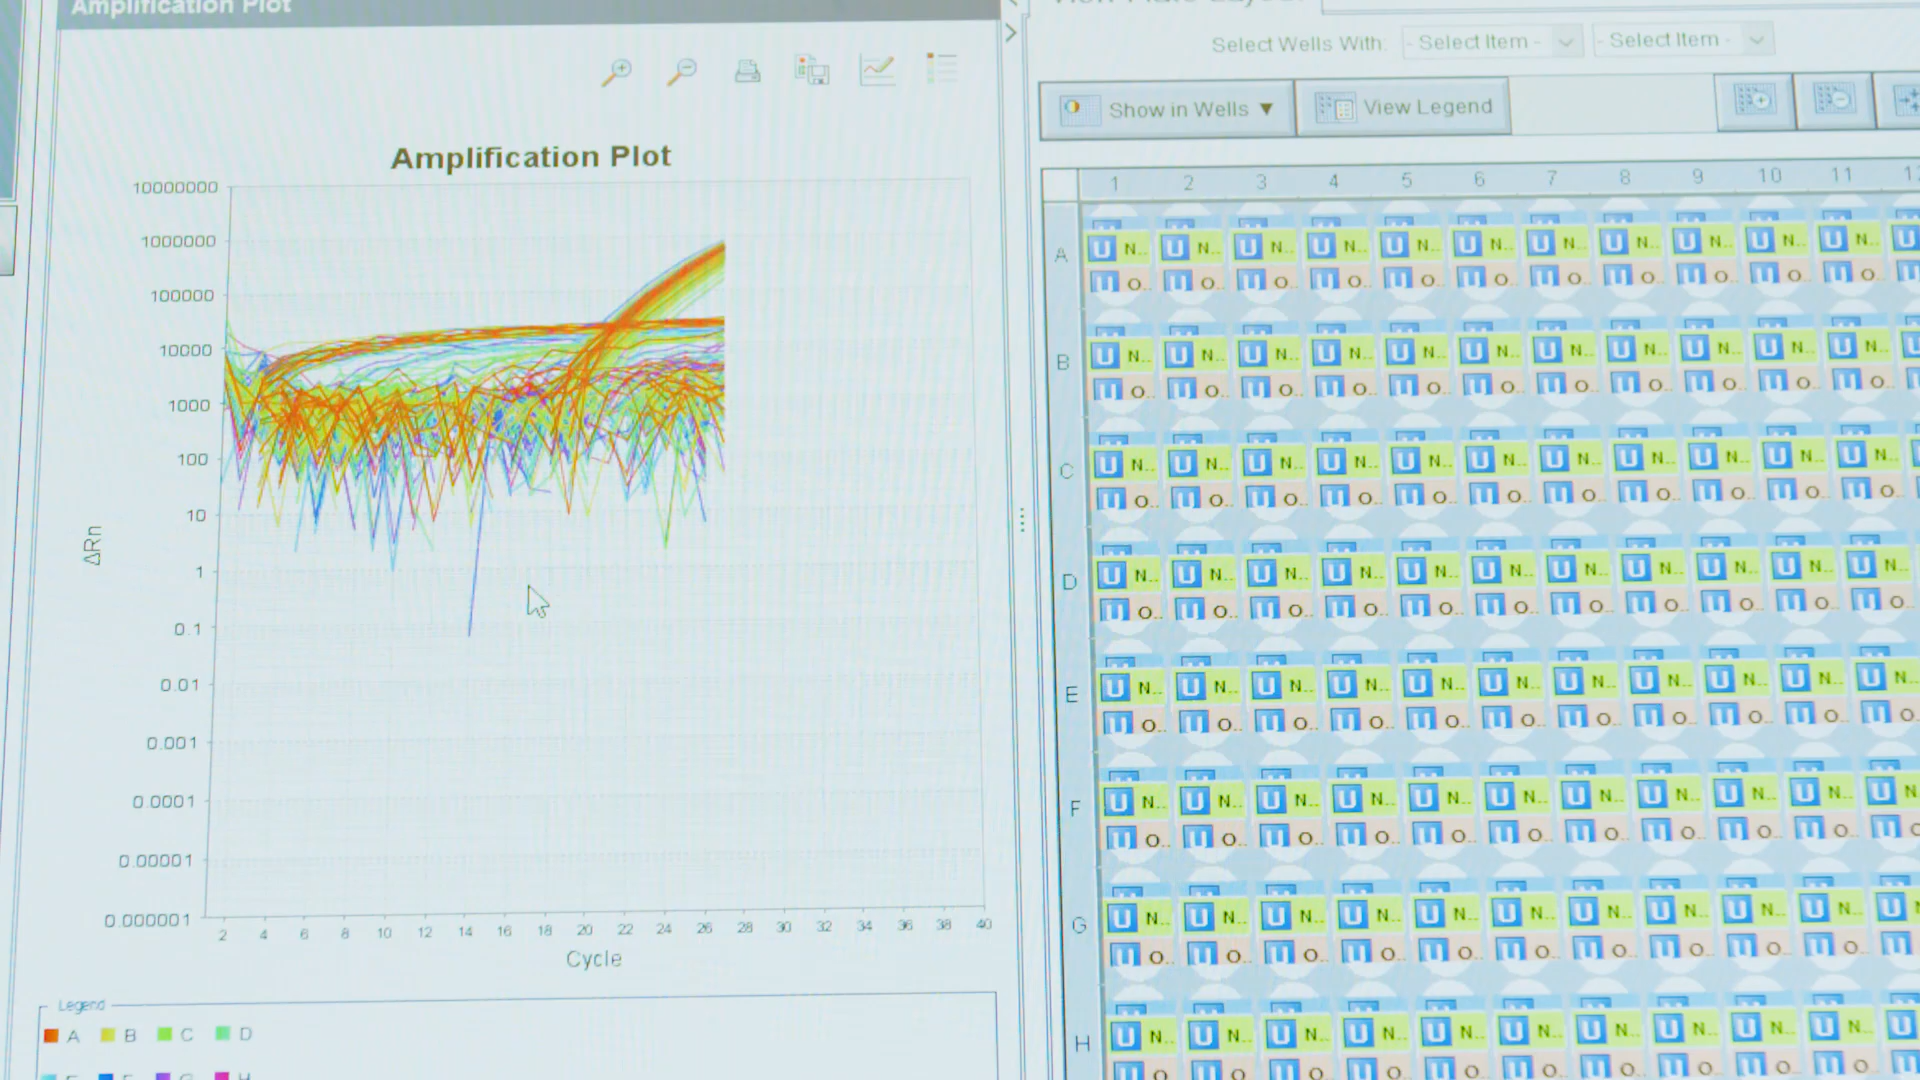 Amplification Plot
Select Wells With: - Select Item - - Select Item -
Show in Wells ▼ View Legend
Amplification Plot
10000000
1000000
100000
10000
1000
100
10
1
0.1
0.01
0.001
0.0001
0.00001
0.000001
ΔRn
2 4 6 8 10 12 14 16 18 20 22 24 26 28 30 32 34 36 38 40
Cycle
Legend
A B C D
1 2 3 4 5 6 7 8 9 10 11
A
U N... U N... U N... U N... U N... U N... U N... U N... U N... U N... U N... U
O... O... O... O... O... O... O... O... O... O... O...
B
U N... U N... U N... U N... U N... U N... U N... U N... U N... U N... U N... U
O... O... O... O... O... O... O... O... O... O... O...
C
U N... U N... U N... U N... U N... U N... U N... U N... U N... U N... U N...
O... O... O... O... O... O... O... O... O... O... O...
D
U N... U N... U N... U N... U N... U N... U N... U N... U N... U N... U N...
O... O... O... O... O... O... O... O... O... O... O...
E
U N... U N... U N... U N... U N... U N... U N... U N... U N... U N... U N...
O... O... O... O... O... O... O... O... O... O... O...
F
U N... U N... U N... U N... U N... U N... U N... U N... U N... U N... U N
O... O... O... O... O... O... O... O... O... O...
G
U N... U N... U N... U N... U N... U N... U N... U N... U N... U N... U
O... O... O... O... O... O... O... O... O... O...
H
U N... U N... U N... U N... U N... U N... U N... U N... U N... U N... U
O... O... O... O... O... O... O... O... O... O...